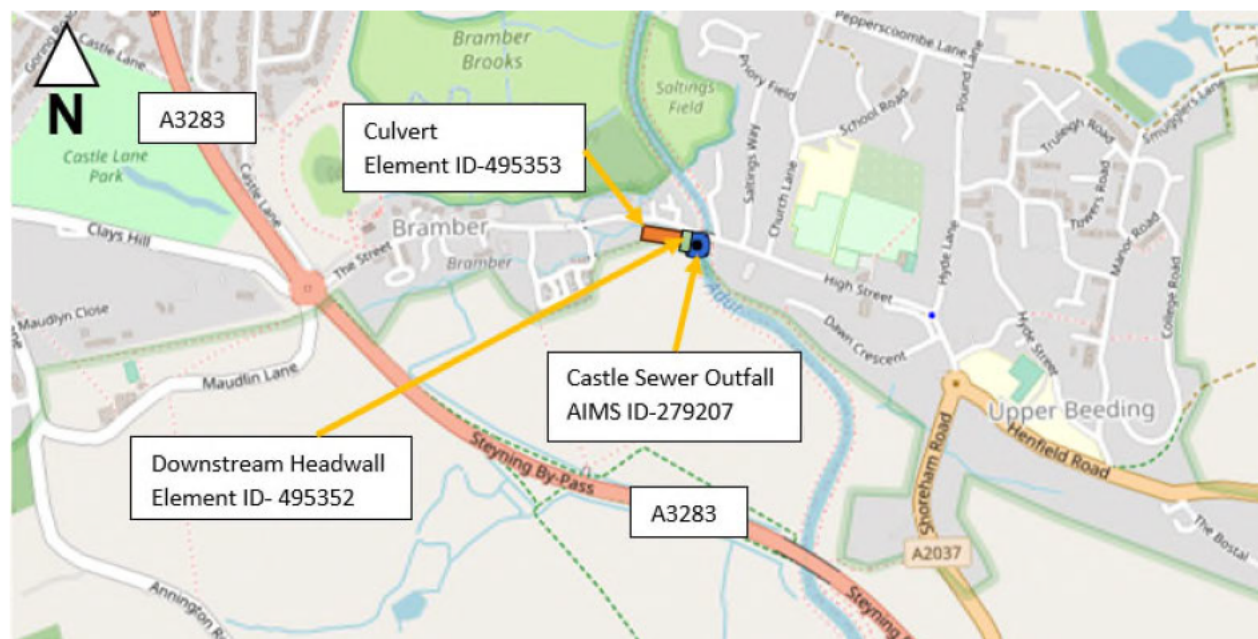 Goring Road
Castle Lane
N
A3283
Castle Lane Park
Castle Lane
Clays Hill
Maudlyn Close
Maudlin Lane
The Street
Bramber
Bramber
Bramber Brooks
Saltings Field
Culvert
Element ID-495353
Priory Field
Saltings Way
Church Lane
School Road
Pepperscoombe Lane
Pound Lane
Truleigh Road
Smugglers Lane
Towers Road
Manor Road
College Road
Hyde Lane
Hyde Street
High Street
Dawn Crescent
Adur
Castle Sewer Outfall
AIMS ID-279207
Upper Beeding
Henfield Road
Shoreham Road
A2037
The Bostal
Downstream Headwall
Element ID- 495352
Steyning By-Pass
A3283
Annington
Steyning